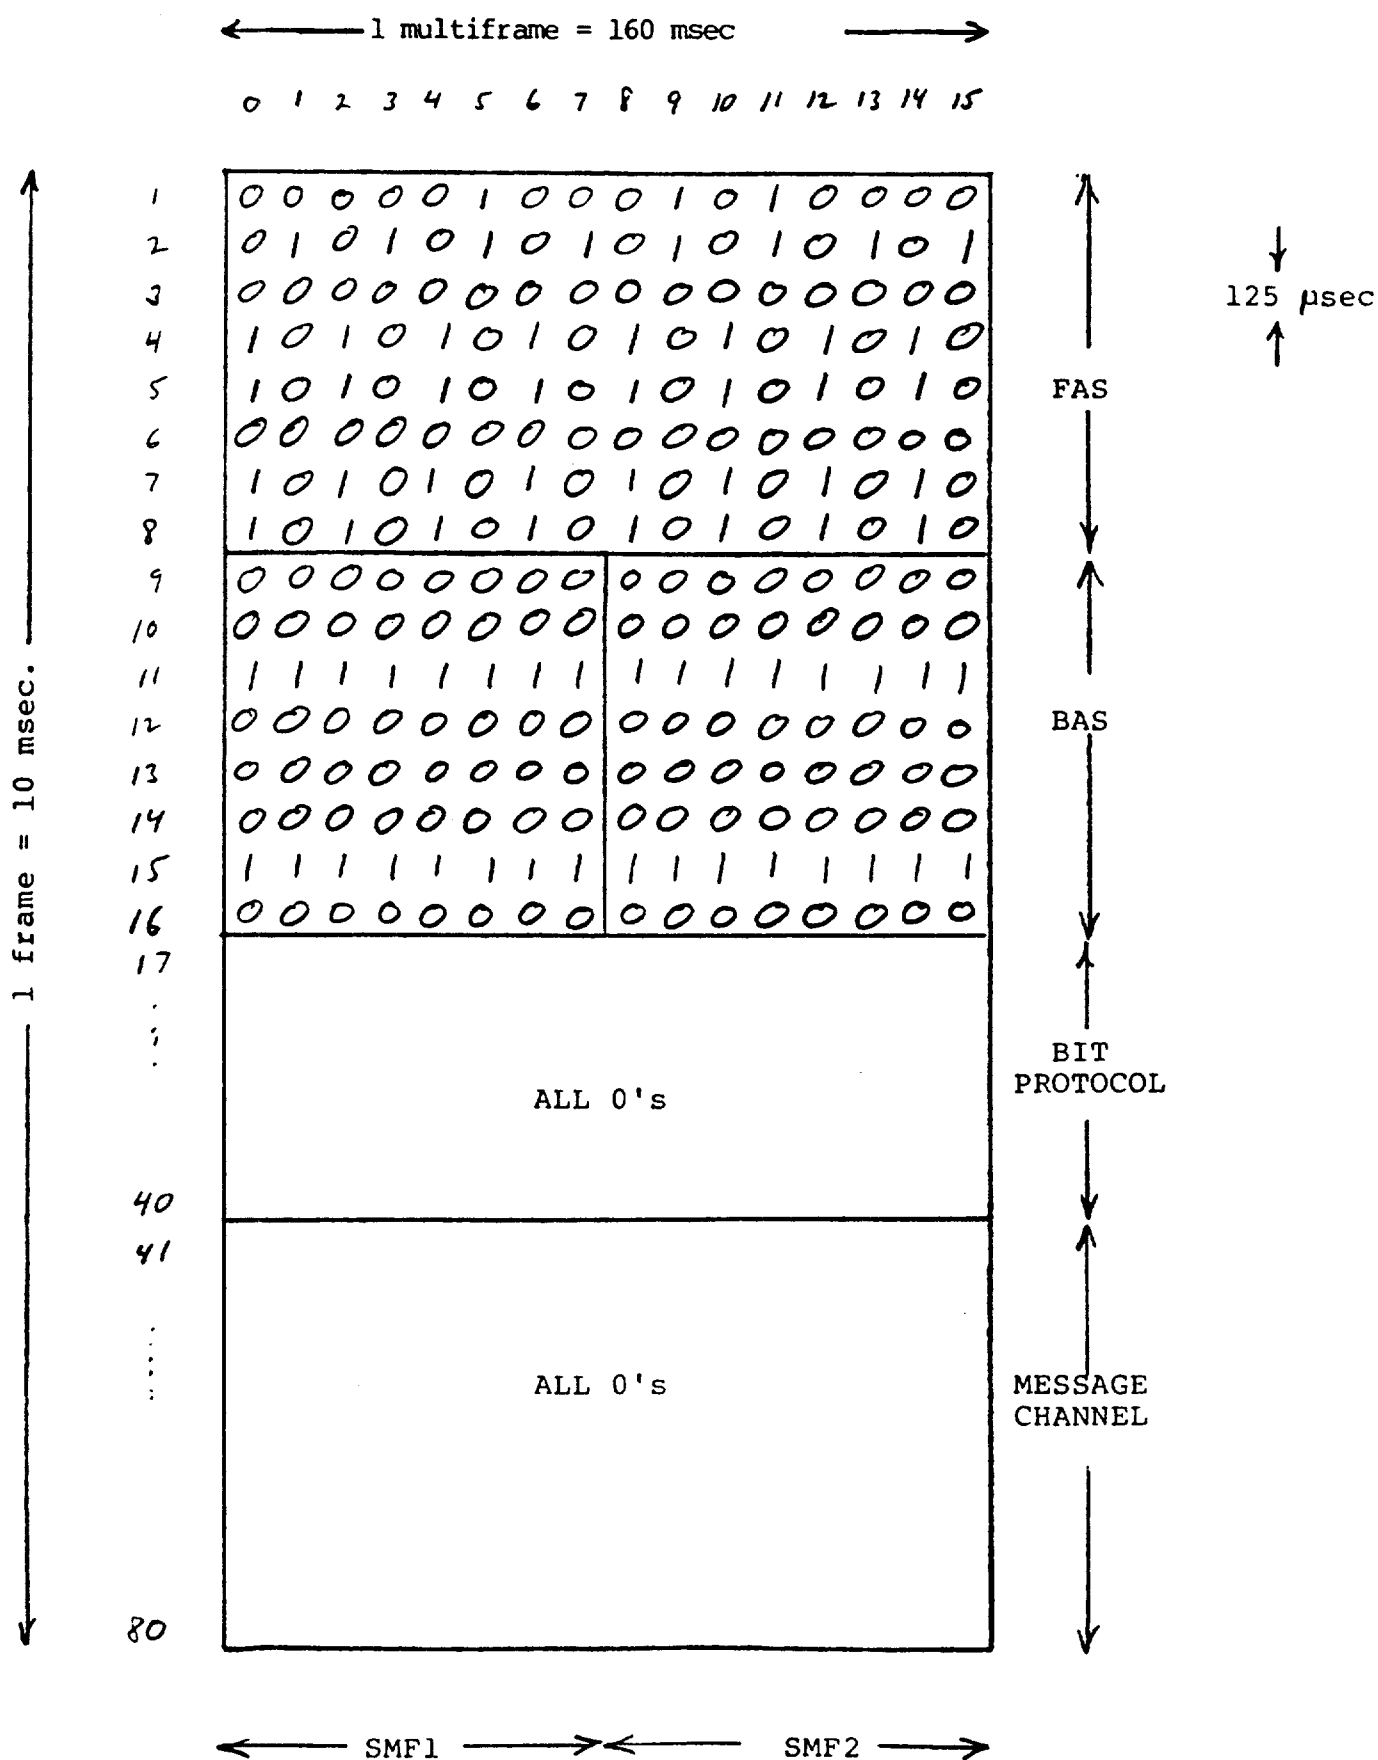 1 multiframe = 160 msec
0 1 2 3 4 5 6 7 8 9 10 11 12 13 14 15
1 0 0 0 0 0 1 0 0 0 1 0 1 0 0 0 0
2 0 1 0 1 0 1 0 1 0 1 0 1 0 1 0 1
3 0 0 0 0 0 0 0 0 0 0 0 0 0 0 0 0
125 µsec
4 1 0 1 0 1 0 1 0 1 0 1 0 1 0 1 0
5 1 0 1 0 1 0 1 0 1 0 1 0 1 0 1 0
FAS
6 0 0 0 0 0 0 0 0 0 0 0 0 0 0 0 0
7 1 0 1 0 1 0 1 0 1 0 1 0 1 0 1 0
8 1 0 1 0 1 0 1 0 1 0 1 0 1 0 1 0
9 0 0 0 0 0 0 0 0 0 0 0 0 0 0 0 0
10 0 0 0 0 0 0 0 0 0 0 0 0 0 0 0 0
11 1 1 1 1 1 1 1 1 1 1 1 1 1 1 1 1
12 0 0 0 0 0 0 0 0 0 0 0 0 0 0 0 0
BAS
13 0 0 0 0 0 0 0 0 0 0 0 0 0 0 0 0
14 0 0 0 0 0 0 0 0 0 0 0 0 0 0 0 0
15 1 1 1 1 1 1 1 1 1 1 1 1 1 1 1 1
16 0 0 0 0 0 0 0 0 0 0 0 0 0 0 0 0
1 frame = 10 msec.
17
BIT
PROTOCOL
ALL 0's
40
41
ALL 0's
MESSAGE
CHANNEL
80
SMF1
SMF2